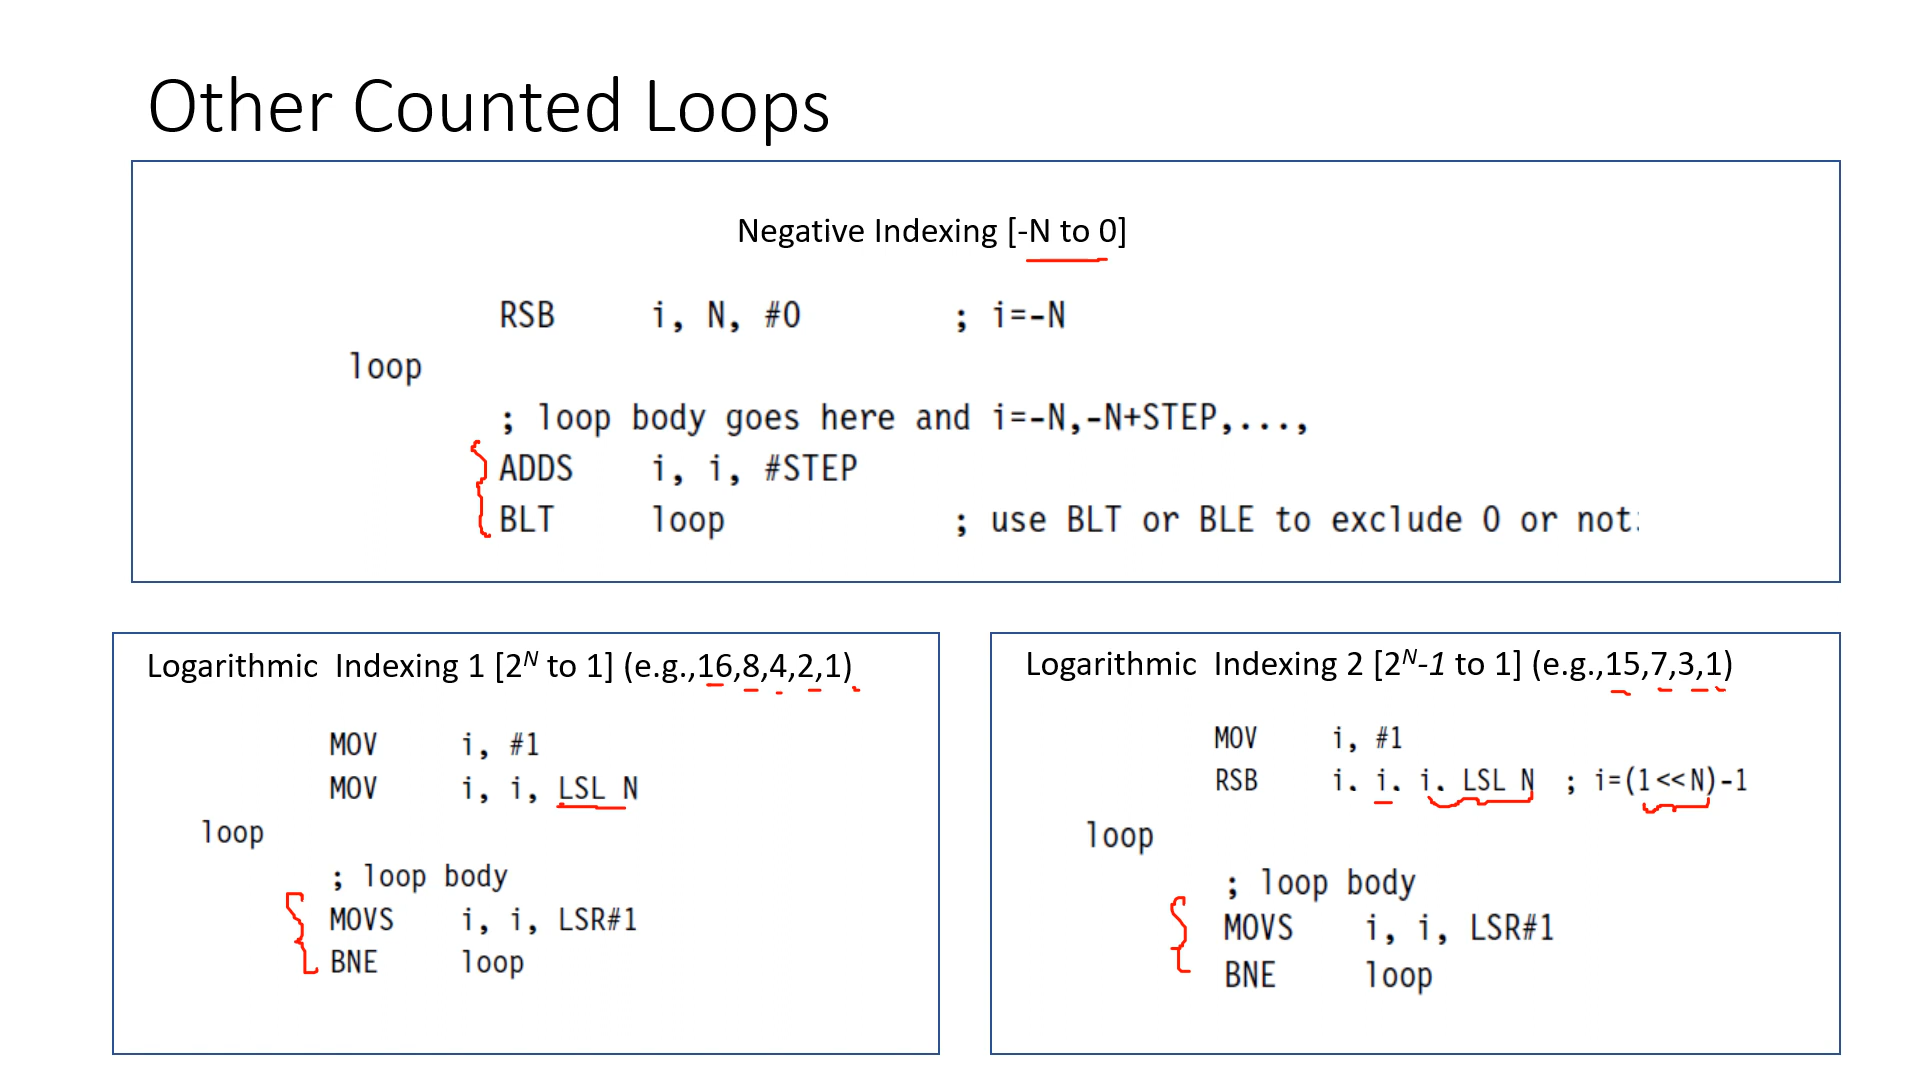 Other Counted Loops
Negative Indexing [-N to 0]
RSB i, N, #0 ; i=-N
loop
; loop body goes here and i=-N,-N+STEP,...,
ADDS i, i, #STEP
BLT loop ; use BLT or BLE to exclude 0 or not
Logarithmic Indexing 1 [2^N to 1] (e.g.,16,8,4,2,1)
MOV i, #1
MOV i, i, LSL N
loop
; loop body
MOVS i, i, LSR#1
BNE loop
Logarithmic Indexing 2 [2^N-1 to 1] (e.g.,15,7,3,1)
MOV i, #1
RSB i, i, i, LSL N ; i=(1<<N)-1
loop
; loop body
MOVS i, i, LSR#1
BNE loop